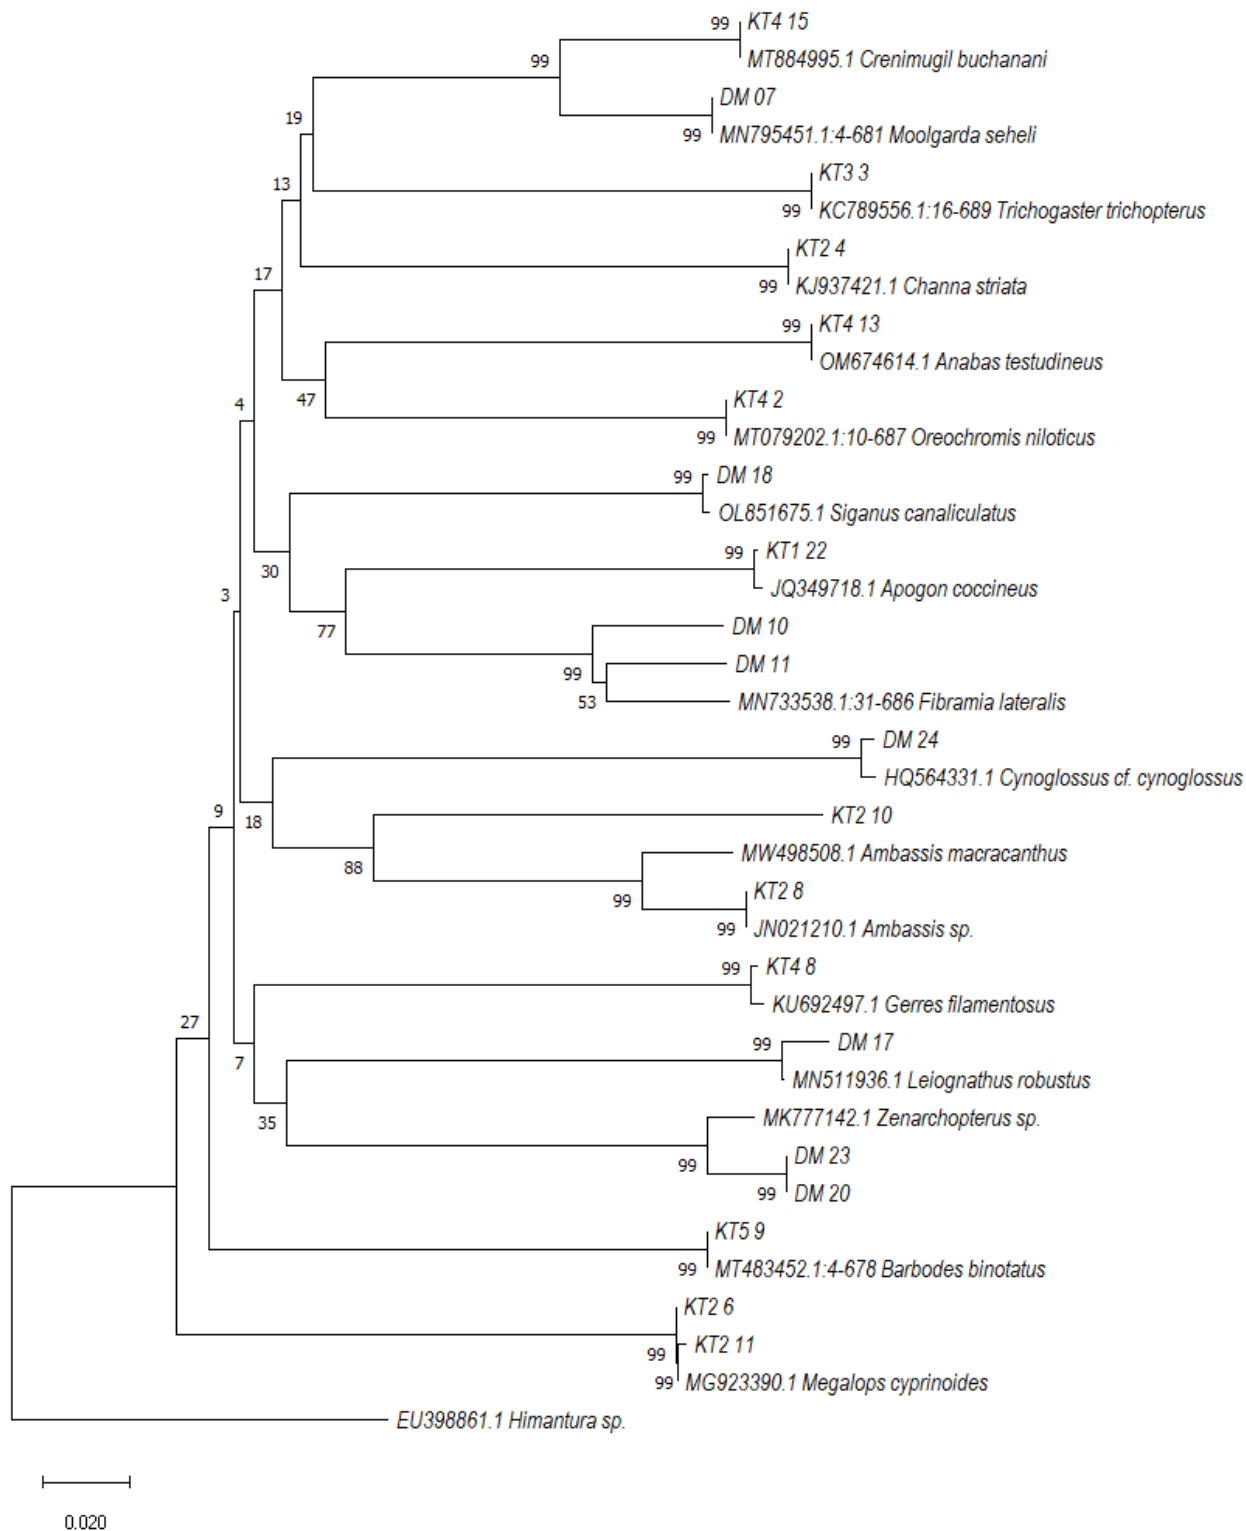 99 KT4 15
MT884995.1 Crenimugil buchanani
99
DM 07
99 MN795451.1:4-681 Moolgarda seheli
19
KT3 3
99 KC789556.1:16-689 Trichogaster trichopterus
13
KT2 4
99 KJ937421.1 Channa striata
17
99 KT4 13
OM674614.1 Anabas testudineus
47
KT4 2
99 MT079202.1:10-687 Oreochromis niloticus
4
99 DM 18
OL851675.1 Siganus canaliculatus
30
99 KT1 22
JQ349718.1 Apogon coccineus
77
DM 10
99
DM 11
53
MN733538.1:31-686 Fibramia lateralis
3
99 DM 24
HQ564331.1 Cynoglossus cf. cynoglossus
18
KT2 10
88
MW498508.1 Ambassis macracanthus
99
KT2 8
99 JN021210.1 Ambassis sp.
9
99 KT4 8
KU692497.1 Gerres filamentosus
7
99 DM 17
MN511936.1 Leiognathus robustus
35
MK777142.1 Zenarchopterus sp.
99
DM 23
99 DM 20
27
KT5 9
99 MT483452.1:4-678 Barbodes binotatus
KT2 6
99
KT2 11
99 MG923390.1 Megalops cyprinoides
EU398861.1 Himantura sp.
0.020